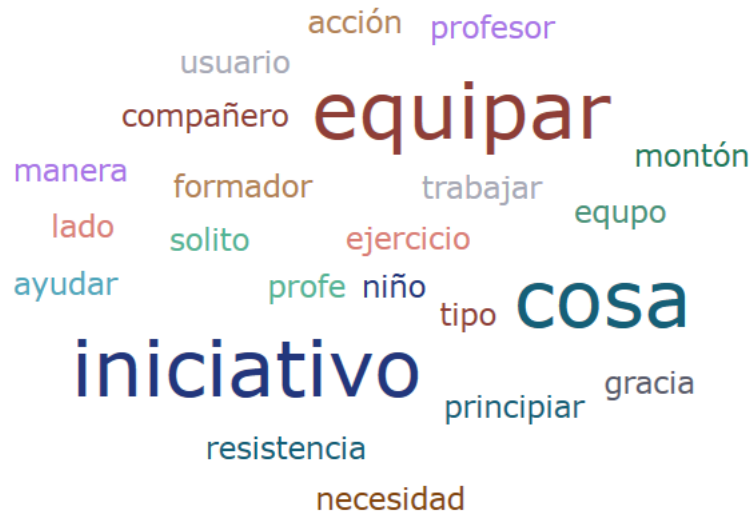 acción profesor
usuario
compañero equipar
montón
manera formador trabajar
equpo
lado solito ejercicio
ayudar profe niño
tipo cosa
iniciativo
principiar gracia
resistencia
necesidad